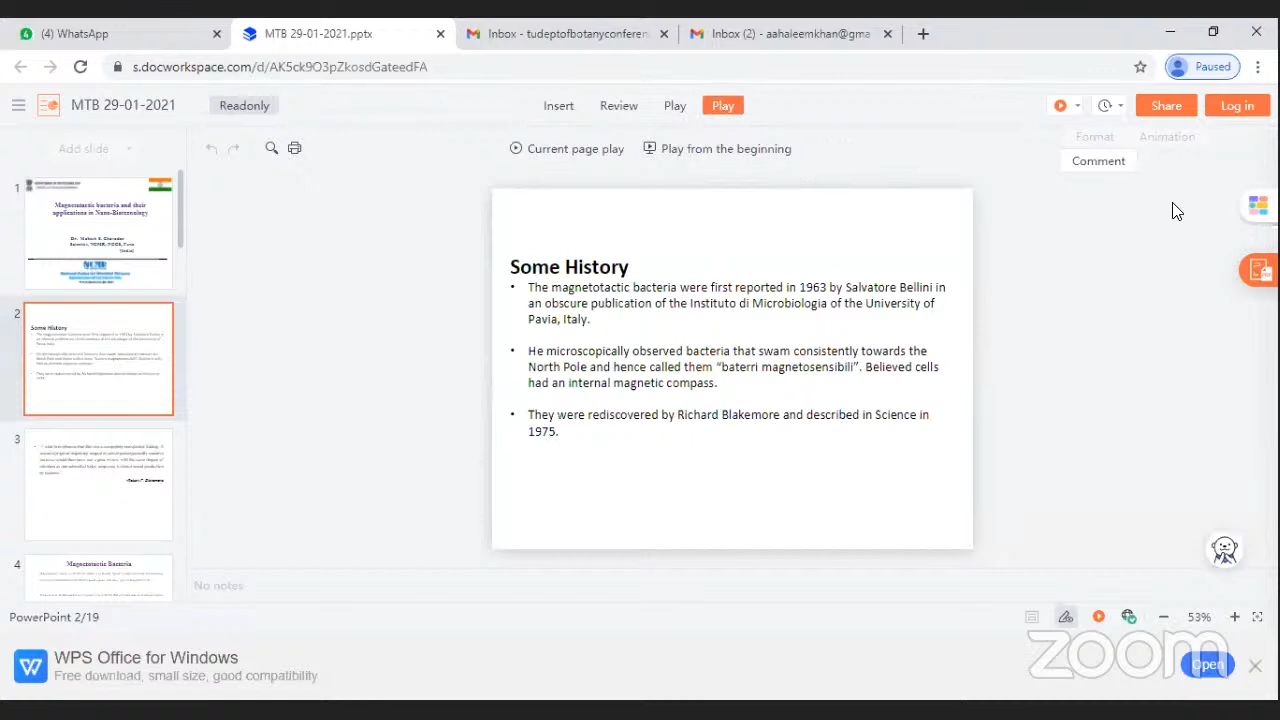 (4) WhatsApp
MTB 29-01-2021.pptx
Inbox - tudeptofbotanyconferen
Inbox (2) - aahaleemkhan@gma
s.docworkspace.com/d/AK5ck9O3pZkosdGateedFA
Paused
MTB 29-01-2021
Readonly
Insert
Review
Play
Play
Share
Log in
Add slide
Current page play
Play from the beginning
Format
Animation
Comment
1
Magnetotactic bacteria and their
applications in Nano-Biotechnology
2
Some History
3
4
Magnetotactic Bacteria
Some History
• The magnetotactic bacteria were first reported in 1963 by Salvatore Bellini in
an obscure publication of the Instituto di Microbiologia of the University of
Pavia, Italy.
• He microscopically observed bacteria that swam consistently towards the
North Pole and hence called them “baterri magnetosensibili”. Believed cells
had an internal magnetic compass.
• They were rediscovered by Richard Blakemore and described in Science in
1975.
No notes
PowerPoint 2/19
53%
WPS Office for Windows
Free download, small size, good compatibility
Open
zoom